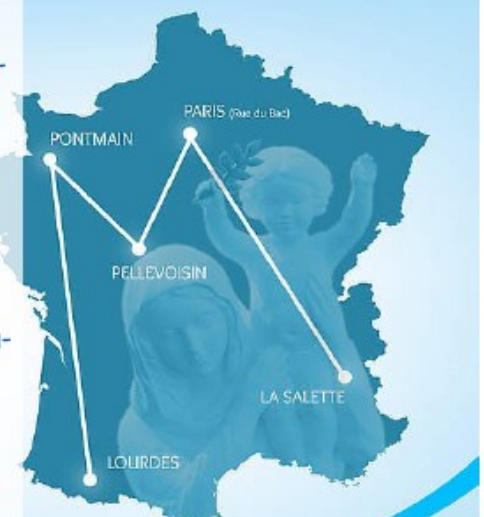 PARIS (Rue du Bac)
PONTMAIN
PELLEVOISIN
LA SALETTE
LOURDES